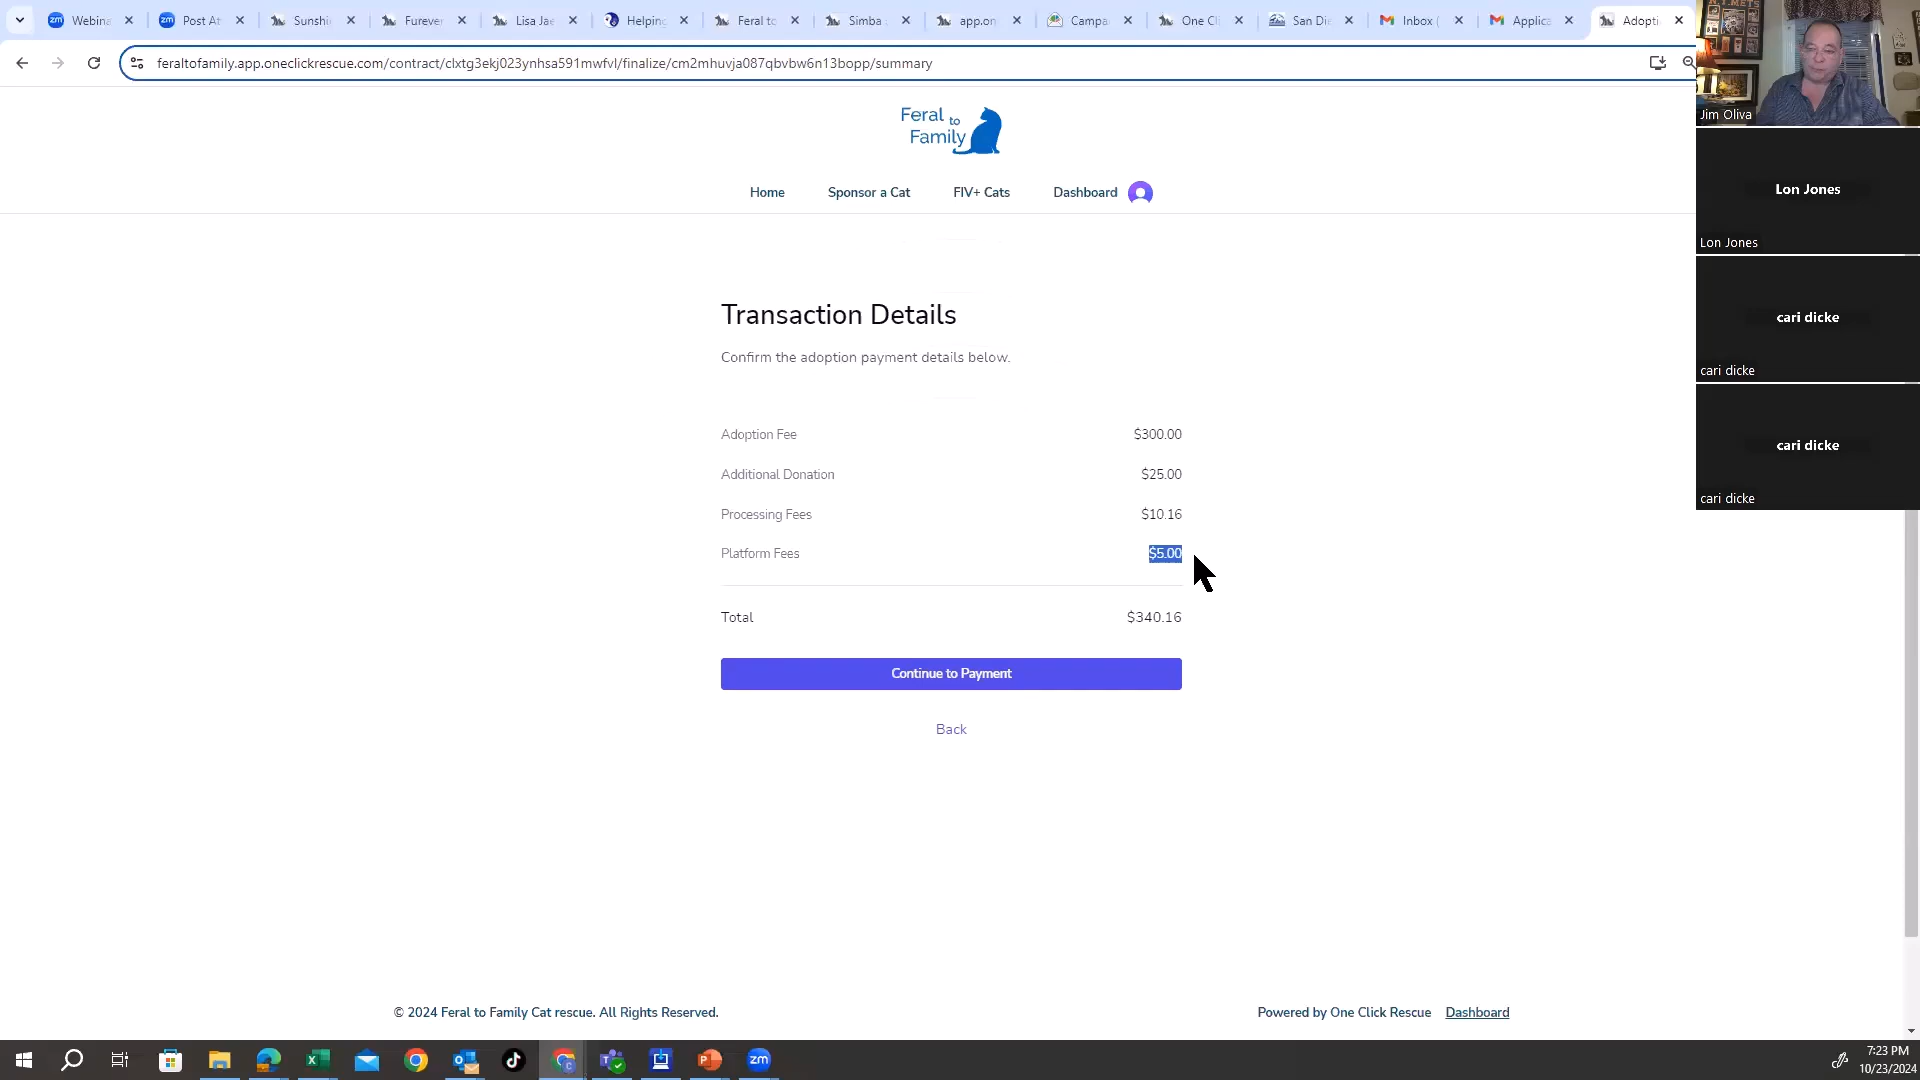 Webina
Post At
Sunshi
Furever
Lisa Jae
Helping
Feral to
Simba
app.on
Campa
One Cli
San Die
Inbox (
Applica
Adopti
feraltofamily.app.oneclickrescue.com/contract/clxtg3ekj023ynhsa591mwfvl/finalize/cm2mhuvja087qbvbw6n13bopp/summary
Feral to
Family
Home Sponsor a Cat FIV+ Cats Dashboard
Transaction Details
Confirm the adoption payment details below.
Adoption Fee $300.00
Additional Donation $25.00
Processing Fees $10.16
Platform Fees $5.00
Total $340.16
Continue to Payment
Back
© 2024 Feral to Family Cat rescue. All Rights Reserved.
Powered by One Click Rescue Dashboard
Jim Oliva
Lon Jones
Lon Jones
cari dicke
cari dicke
cari dicke
cari dicke
zm
7:23 PM
10/23/2024